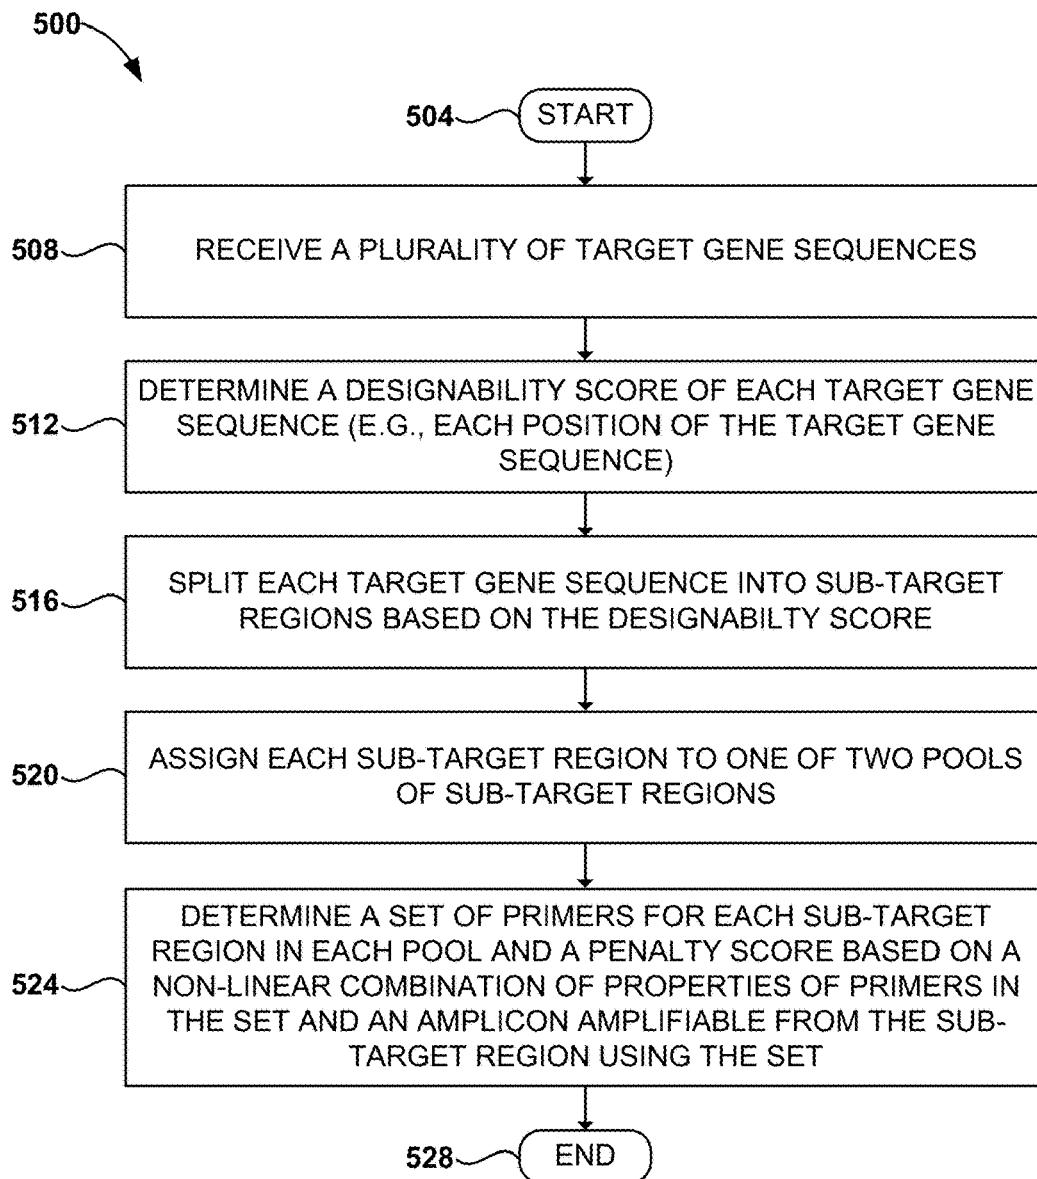 500
504
START
508
RECEIVE A PLURALITY OF TARGET GENE SEQUENCES
512
DETERMINE A DESIGNABILITY SCORE OF EACH TARGET GENE
SEQUENCE (E.G., EACH POSITION OF THE TARGET GENE
SEQUENCE)
516
SPLIT EACH TARGET GENE SEQUENCE INTO SUB-TARGET
REGIONS BASED ON THE DESIGNABILTY SCORE
520
ASSIGN EACH SUB-TARGET REGION TO ONE OF TWO POOLS
OF SUB-TARGET REGIONS
524
DETERMINE A SET OF PRIMERS FOR EACH SUB-TARGET
REGION IN EACH POOL AND A PENALTY SCORE BASED ON A
NON-LINEAR COMBINATION OF PROPERTIES OF PRIMERS IN
THE SET AND AN AMPLICON AMPLIFIABLE FROM THE SUB-
TARGET REGION USING THE SET
528
END